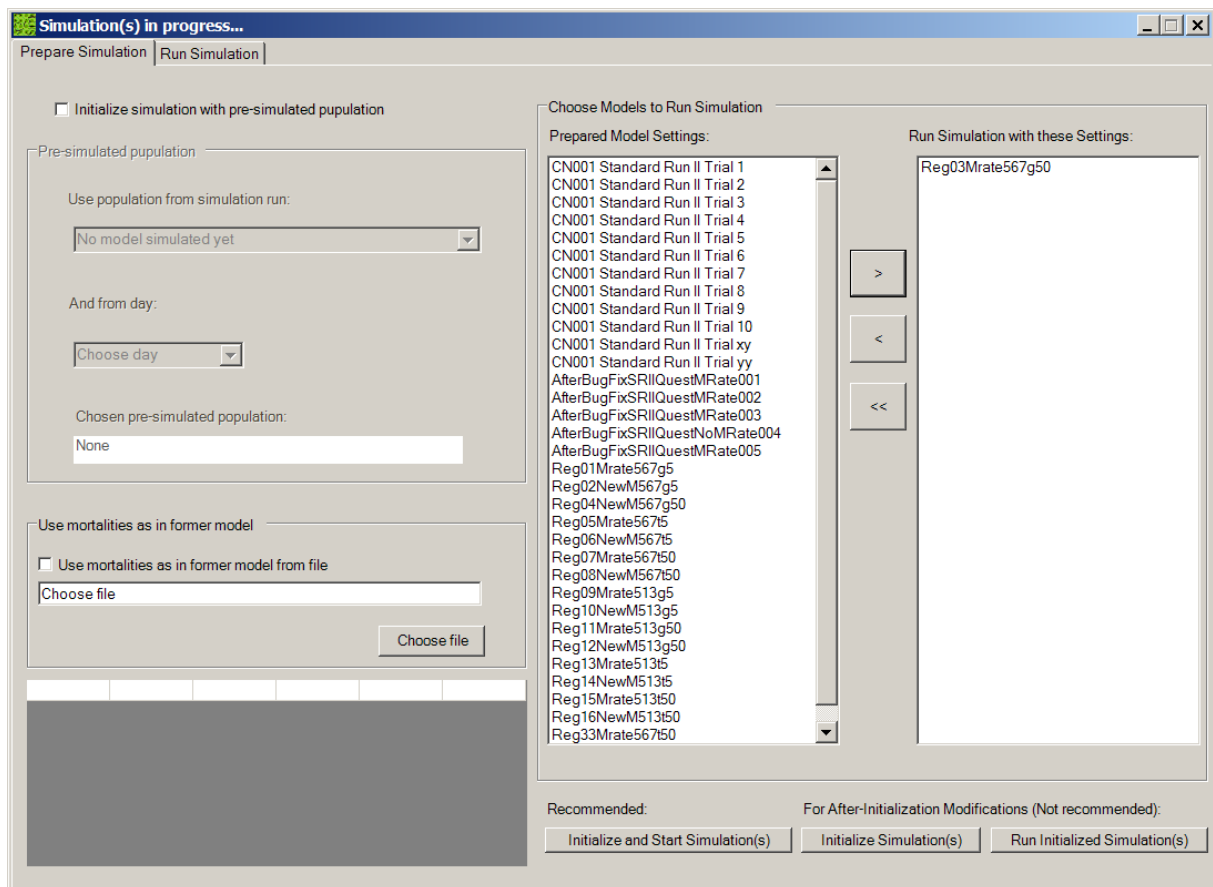 Simulation(s) in progress...
Prepare Simulation
Run Simulation
Initialize simulation with pre-simulated pupulation
Pre-simulated pupulation
Use population from simulation run:
No model simulated yet
And from day:
Choose day
Chosen pre-simulated population:
None
Use mortalities as in former model
Use mortalities as in former model from file
Choose file
Choose file
Choose Models to Run Simulation
Prepared Model Settings:
CN001 Standard Run II Trial 1
CN001 Standard Run II Trial 2
CN001 Standard Run II Trial 3
CN001 Standard Run II Trial 4
CN001 Standard Run II Trial 5
CN001 Standard Run II Trial 6
CN001 Standard Run II Trial 7
CN001 Standard Run II Trial 8
CN001 Standard Run II Trial 9
CN001 Standard Run II Trial 10
CN001 Standard Run II Trial xy
CN001 Standard Run II Trial yy
AfterBugFixSRIIQuestMRate001
AfterBugFixSRIIQuestMRate002
AfterBugFixSRIIQuestMRate003
AfterBugFixSRIIQuestNoMRate004
AfterBugFixSRIIQuestMRate005
Reg01Mrate567g5
Reg02NewM567g5
Reg04NewM567g50
Reg05Mrate567t5
Reg06NewM567t5
Reg07Mrate567t50
Reg08NewM567t50
Reg09Mrate513g5
Reg10NewM513g5
Reg11Mrate513g50
Reg12NewM513g50
Reg13Mrate513t5
Reg14NewM513t5
Reg15Mrate513t50
Reg16NewM513t50
Reg33Mrate567t50
>
<
<<
Run Simulation with these Settings:
Reg03Mrate567g50
Recommended:
Initialize and Start Simulation(s)
For After-Initialization Modifications (Not recommended):
Initialize Simulation(s)
Run Initialized Simulation(s)